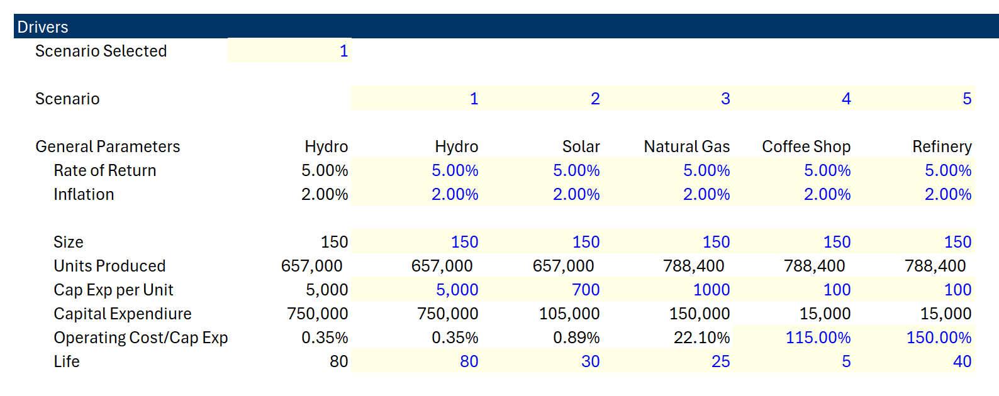 Drivers
Scenario Selected 1
Scenario 1 2 3 4 5
General Parameters Hydro Hydro Solar Natural Gas Coffee Shop Refinery
Rate of Return 5.00% 5.00% 5.00% 5.00% 5.00% 5.00%
Inflation 2.00% 2.00% 2.00% 2.00% 2.00% 2.00%
Size 150 150 150 150 150 150
Units Produced 657,000 657,000 657,000 788,400 788,400 788,400
Cap Exp per Unit 5,000 5,000 700 1000 100 100
Capital Expendiure 750,000 750,000 105,000 150,000 15,000 15,000
Operating Cost/Cap Exp 0.35% 0.35% 0.89% 22.10% 115.00% 150.00%
Life 80 80 30 25 5 40